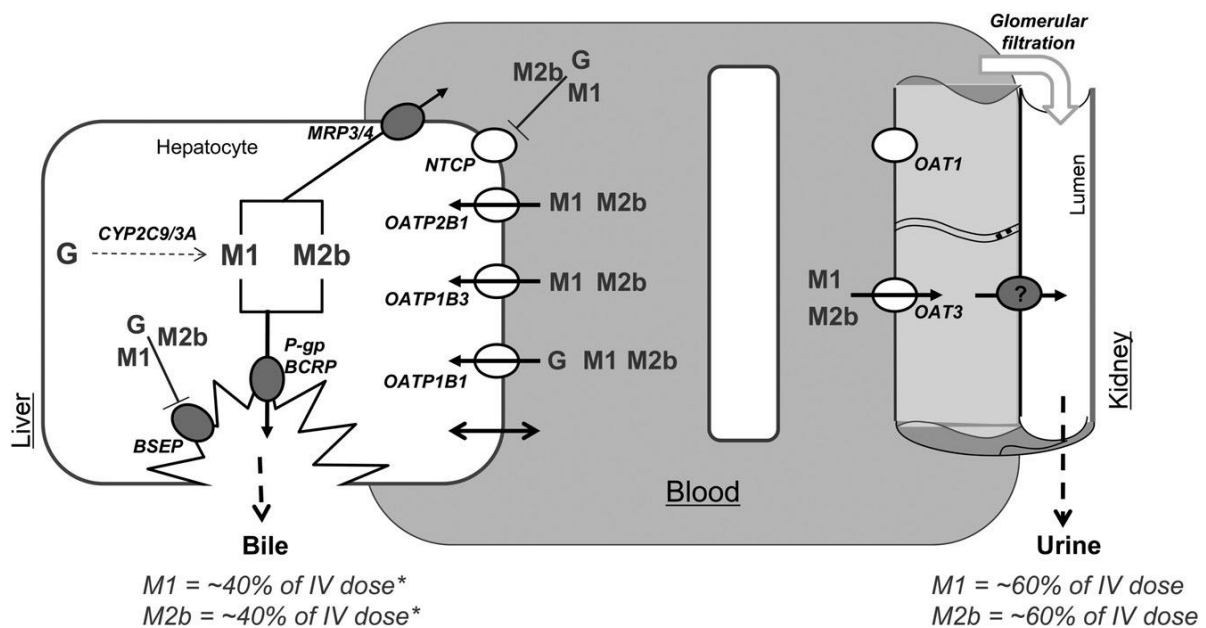 Glomerular
filtration
M2b G
M1
MRP3/4
Hepatocyte
NTCP
OAT1
Lumen
M1 M2b
OATP2B1
CYP2C9/3A
G M1 M2b
M1 M2b
OATP1B3
M1
M2b
OAT3
?
G
M2b
M1
P-gp
BCRP
G M1 M2b
OATP1B1
Kidney
Liver
BSEP
Blood
Bile
Urine
M1 = ~40% of IV dose*
M2b = ~40% of IV dose*
M1 = ~60% of IV dose
M2b = ~60% of IV dose